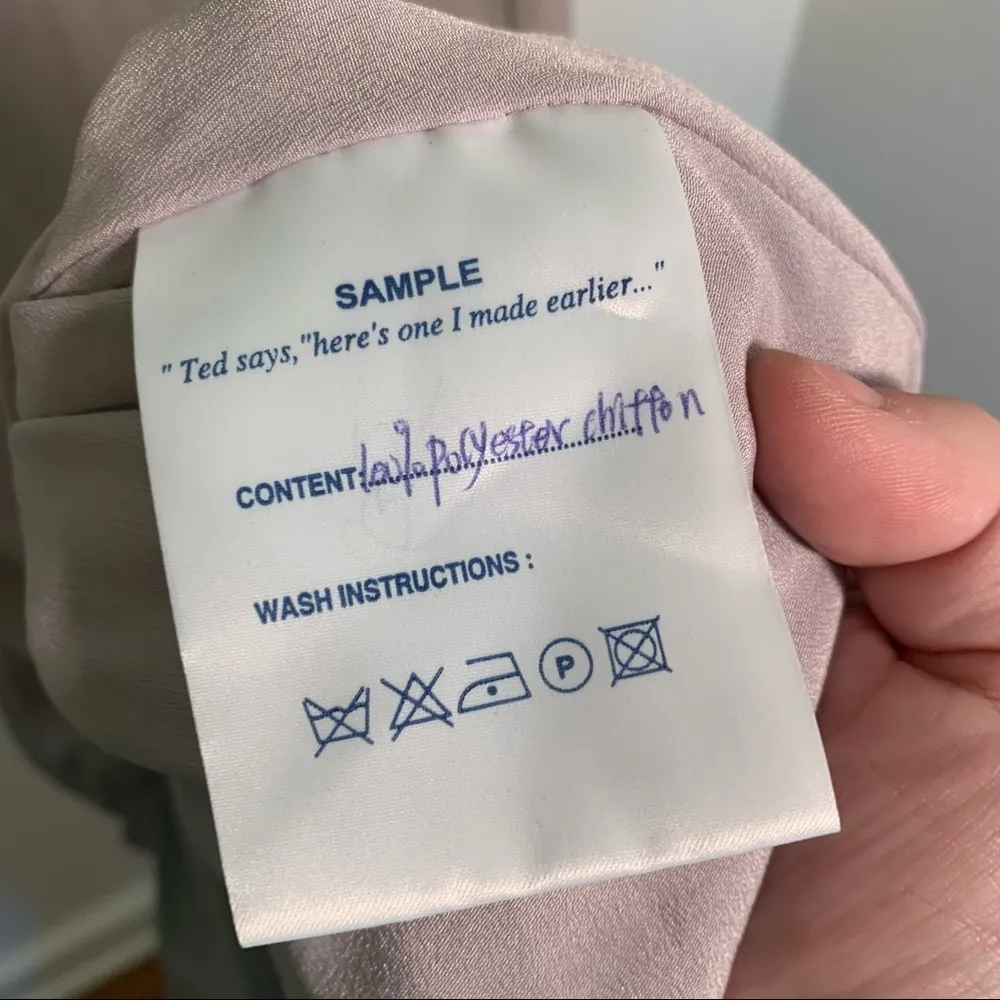 SAMPLE
" Ted says,"here's one I made earlier..."
CONTENT:100% polyester chiffon
WASH INSTRUCTIONS :
P